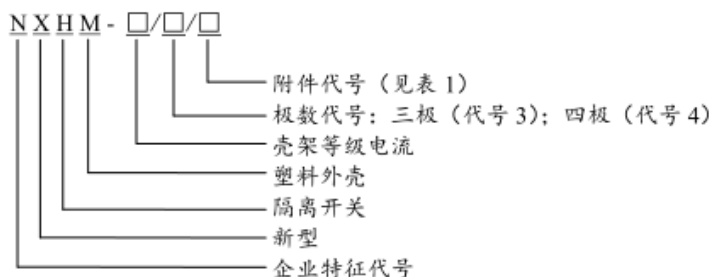 NXHM-□/□/□
附件代号（见表 1）
极数代号：三极（代号 3）；四极（代号 4）
壳架等级电流
塑料外壳
隔离开关
新型
企业特征代号